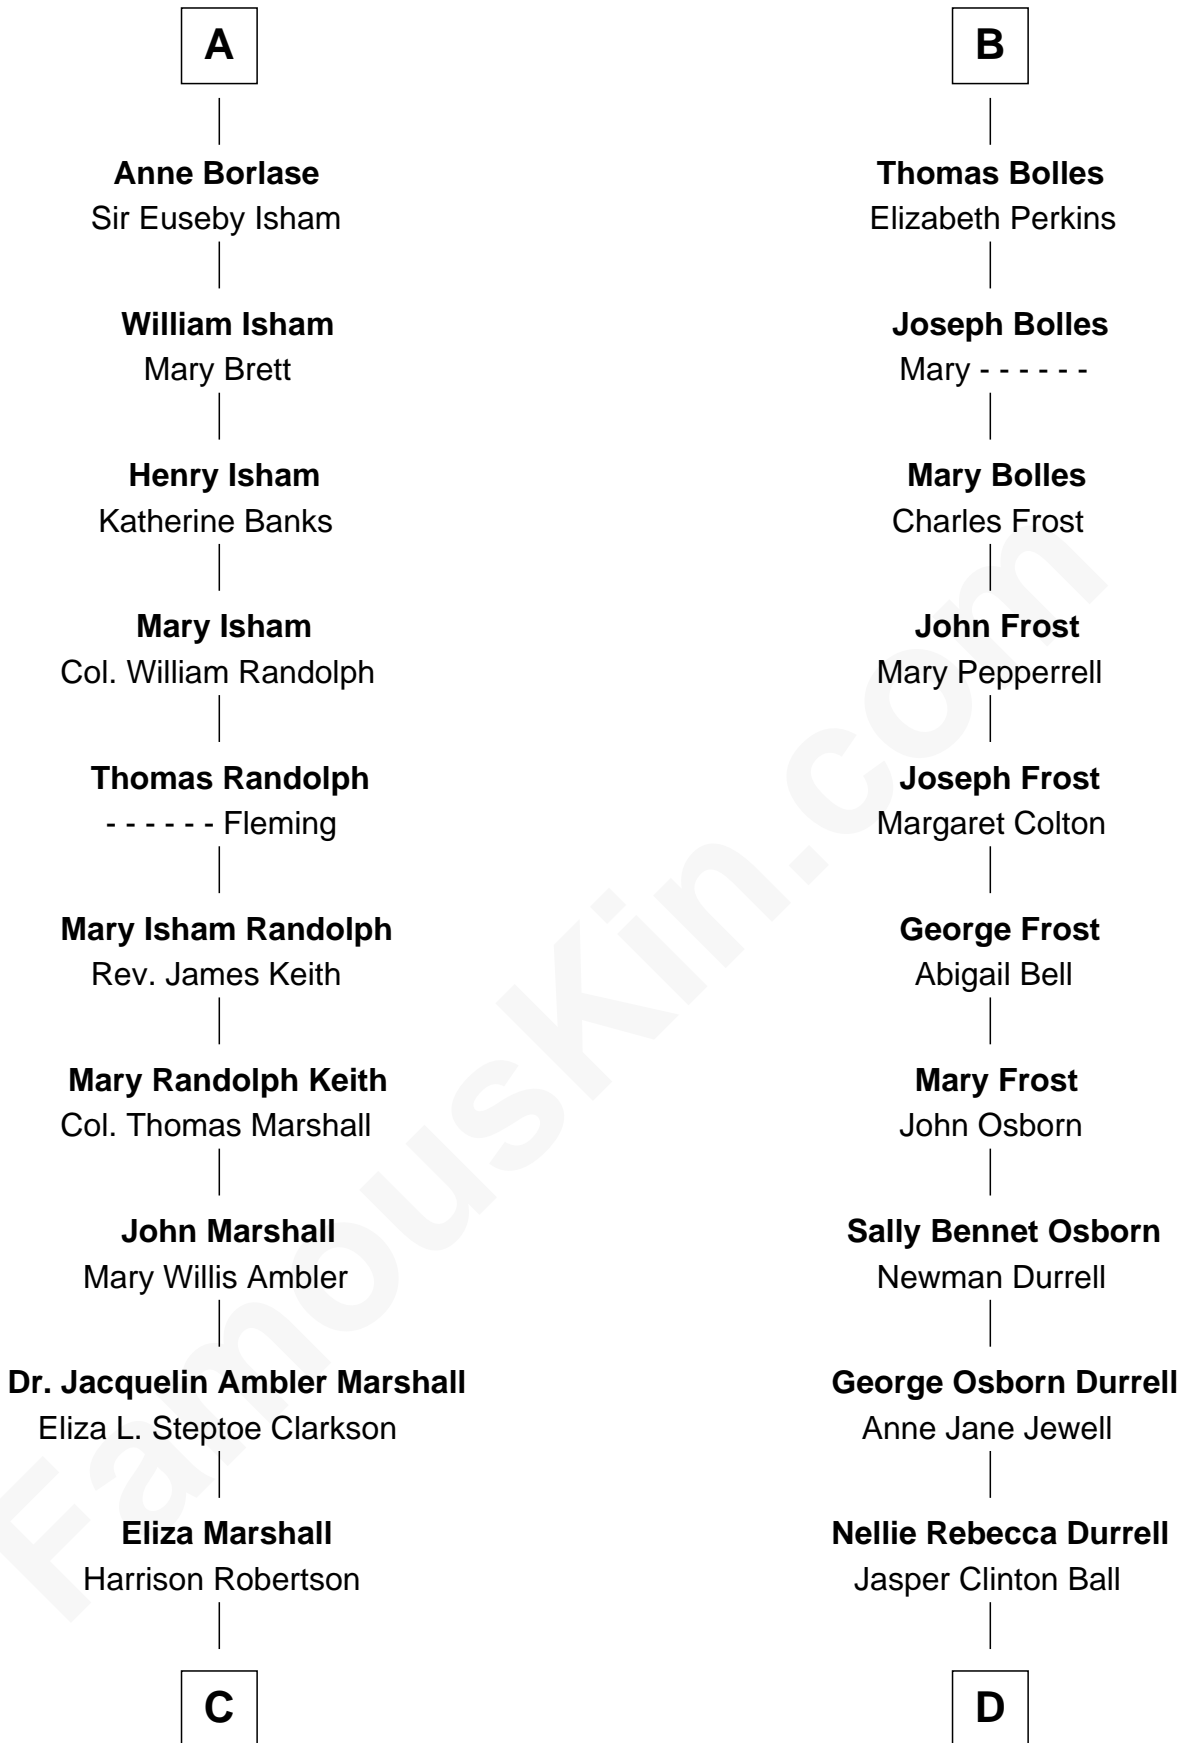 A
Anne Borlase
Sir Euseby Isham
William Isham
Mary Brett
Henry Isham
Katherine Banks
Mary Isham
Col. William Randolph
Thomas Randolph
- - - - - - Fleming
Mary Isham Randolph
Rev. James Keith
Mary Randolph Keith
Col. Thomas Marshall
John Marshall
Mary Willis Ambler
Dr. Jacquelin Ambler Marshall
Eliza L. Steptoe Clarkson
Eliza Marshall
Harrison Robertson
C
B
Thomas Bolles
Elizabeth Perkins
Joseph Bolles
Mary - - - - - -
Mary Bolles
Charles Frost
John Frost
Mary Pepperrell
Joseph Frost
Margaret Colton
George Frost
Abigail Bell
Mary Frost
John Osborn
Sally Bennet Osborn
Newman Durrell
George Osborn Durrell
Anne Jane Jewell
Nellie Rebecca Durrell
Jasper Clinton Ball
D
FamousKin.com